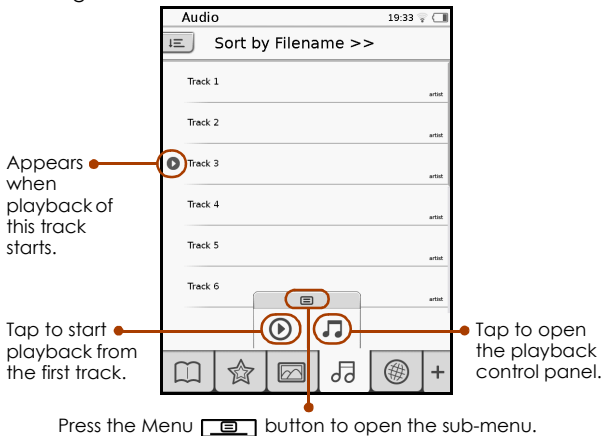 Audio 19:33
Sort by Filename >>
Track 1
artist
Track 2
artist
Track 3
artist
Track 4
artist
Track 5
artist
Track 6
artist
Appears
when
playback of
this track
starts.
Tap to start
playback from
the first track.
Tap to open
the playback
control panel.
+
Press the Menu button to open the sub-menu.